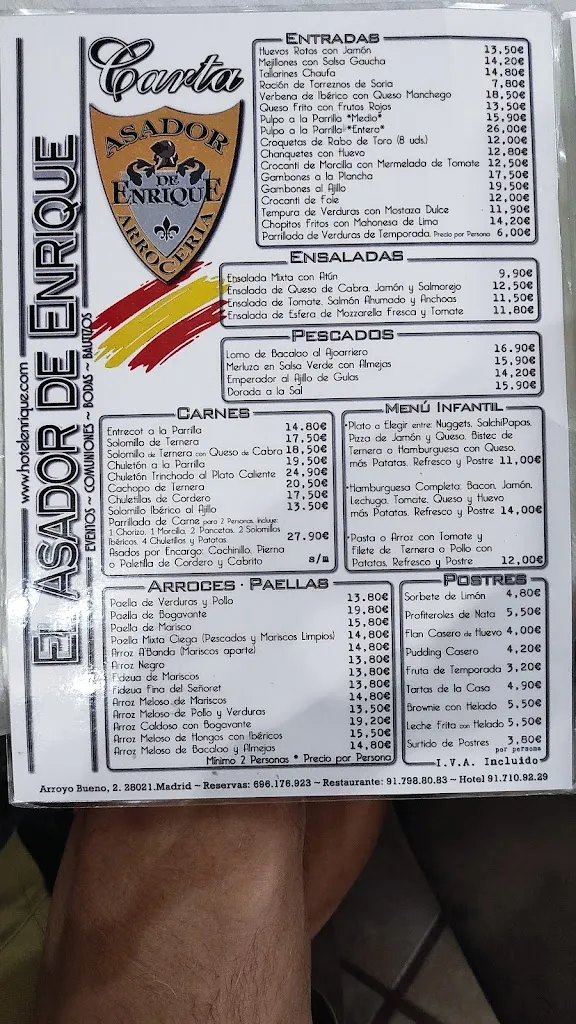 Carta
ASADOR
DE
ENRIQUE
ARROCERIA
EL ASADOR DE ENRIQUE
www.hotelenrique.com
EVENTOS ~ COMUNIONES ~ BODAS ~ BAUTIZOS
ENTRADAS
Huevos Rotos con Jamón 13,50€
Mejillones con Salsa Gaucha 14,20€
Tallarines Chaufa 14,80€
Ración de Torreznos de Soria 7,80€
Verbena de Ibérico con Queso Manchego 18,50€
Queso Frito con Frutos Rojos 13,50€
Pulpo a la Parrilla *Medio* 15,90€
Pulpo a la Parrilla *Entero* 26,00€
Croquetas de Rabo de Toro (8 uds.) 12,00€
Chanquetes con Huevo 12,80€
Crocanti de Morcilla con Mermelada de Tomate 12,50€
Gambones a la Plancha 17,50€
Gambones al Ajillo 19,50€
Crocanti de Foie 12,00€
Tempura de Verduras con Mostaza Dulce 11,90€
Chopitos Fritos con Mahonesa de Lima 14,20€
Parrillada de Verduras de Temporada. Precio por Persona 6,00€
ENSALADAS
Ensalada Mixta con Atún 9,90€
Ensalada de Queso de Cabra, Jamón y Salmorejo 12,50€
Ensalada de Tomate, Salmón Ahumado y Anchoas 11,50€
Ensalada de Esfera de Mozzarella Fresca y Tomate 11,80€
PESCADOS
Lomo de Bacalao al Ajoarriero 16.90€
Merluza en Salsa Verde con Almejas 15,90€
Emperador al Ajillo de Gulas 14,20€
Dorada a la Sal 15,90€
CARNES
Entrecot a la Parrilla 14.80€
Solomillo de Ternera 17,50€
Solomillo de Ternera con Queso de Cabra 18,50€
Chuletón a la Parrilla 19,50€
Chuletón Trinchado al Plato Caliente 24,90€
Cachopo de Ternera 20,50€
Chuletillas de Cordero 17,50€
Solomillo Ibérico al Ajillo 13.50€
Parrillada de Carne para 2 Personas. Incluye:
1 Chorizo, 1 Morcilla, 2 Pancetas, 2 Solomillos
Ibéricos, 4 Chuletillas y Patatas. 27.90€
Asados por Encargo: Cochinillo, Pierna
o Paletilla de Cordero y Cabrito s/m
MENÚ INFANTIL
•Plato a Elegir entre: Nuggets, SalchiPapas,
Pizza de Jamón y Queso, Bistec de
Ternera o Hamburguesa con Queso,
más Patatas, Refresco y Postre 11,00€
•Hamburguesa Completa: Bacon, Jamón,
Lechuga, Tomate, Queso y Huevo
más Patatas, Refresco y Postre 14,00€
•Pasta o Arroz con Tomate y
Filete de Ternera o Pollo con
Patatas, Refresco y Postre 12,00€
ARROCES - PAELLAS
Paella de Verduras y Pollo 13.80€
Paella de Bogavante 19,80€
Paella de Marisco 15,80€
Paella Mixta Ciega (Pescados y Mariscos Limpios) 14,80€
Arroz A'Banda (Mariscos aparte) 14,80€
Arroz Negro 13,80€
Fideua de Mariscos 13,80€
Fideua Fina del Señoret 13,80€
Arroz Meloso de Mariscos 14,80€
Arroz Meloso de Pollo y Verduras 13,50€
Arroz Caldoso con Bogavante 19,20€
Arroz Meloso de Hongos con Ibéricos 15,50€
Arroz Meloso de Bacalao y Almejas 14,80€
Mínimo 2 Personas * Precio por Persona
POSTRES
Sorbete de Limón 4,80€
Profiteroles de Nata 5,50€
Flan Casero de Huevo 4,00€
Pudding Casero 4,20€
Fruta de Temporada 3,20€
Tartas de la Casa 4,90€
Brownie con Helado 5,50€
Leche Frita con Helado 5,50€
Surtido de Postres 3,80€
por persona
I.V.A. Incluido
Arroyo Bueno, 2. 28021.Madrid ~ Reservas: 696.176.923 ~ Restaurante: 91.798.80.83 ~ Hotel 91.710.92.29